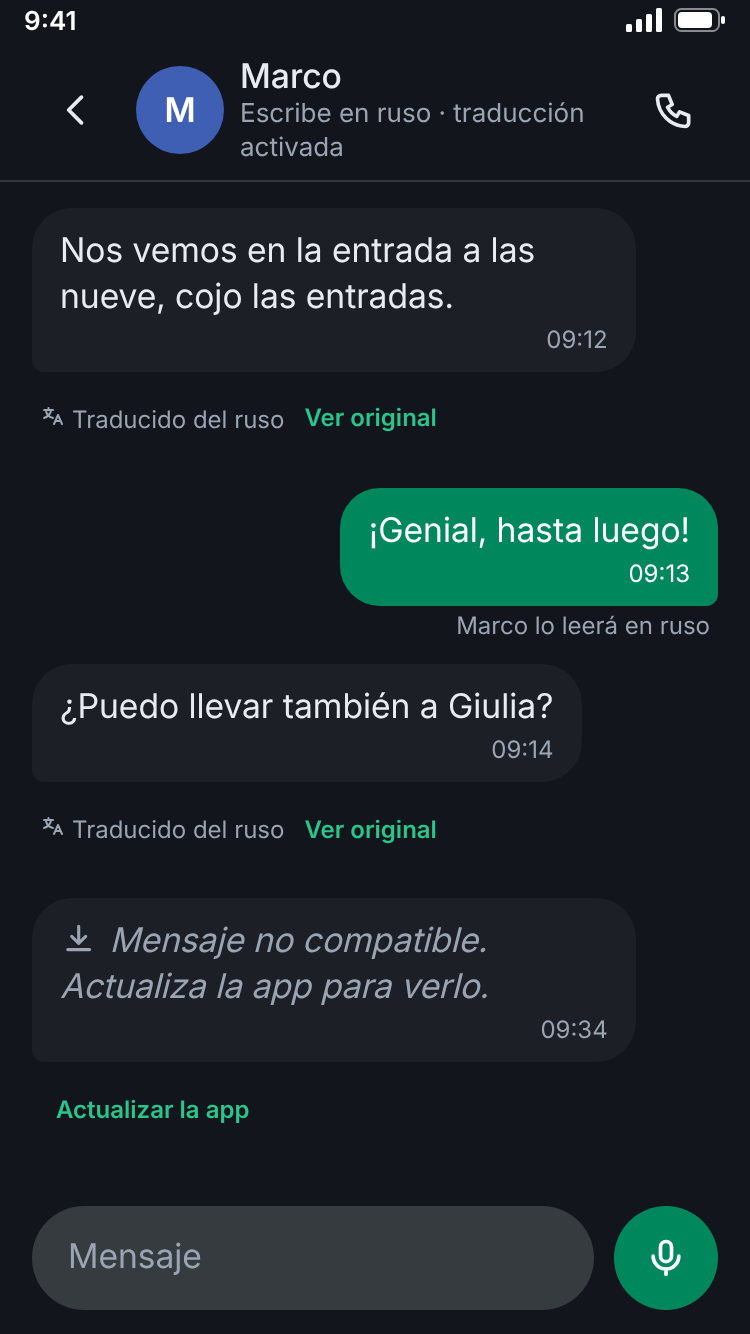 9:41
M
Marco
Escribe en ruso · traducción
activada
Nos vemos en la entrada a las
nueve, cojo las entradas.
09:12
Traducido del ruso Ver original
¡Genial, hasta luego!
09:13
Marco lo leerá en ruso
¿Puedo llevar también a Giulia?
09:14
Traducido del ruso Ver original
Mensaje no compatible.
Actualiza la app para verlo.
09:34
Actualizar la app
Mensaje